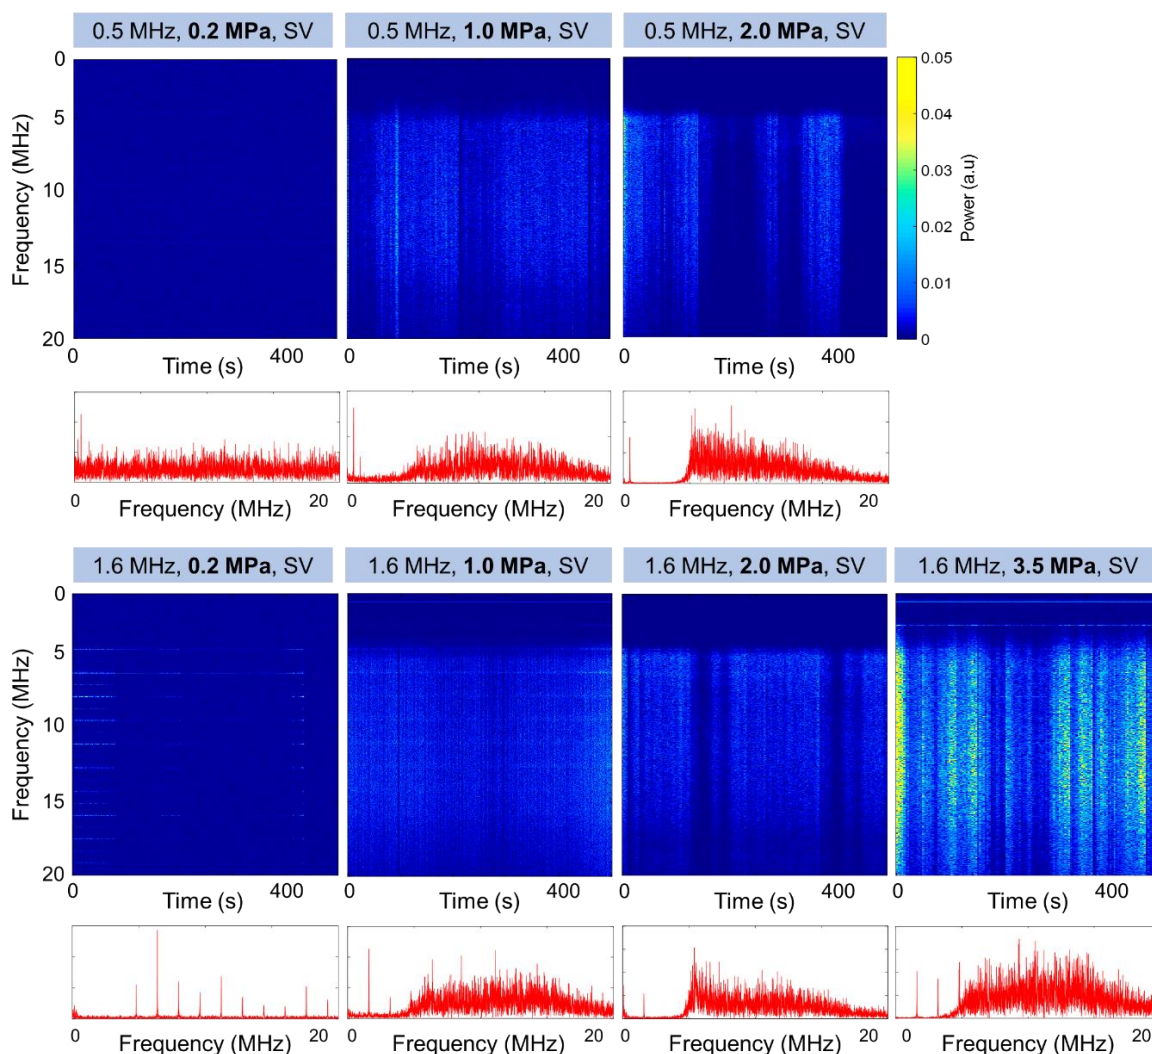 0.5 MHz, 0.2 MPa, SV
0.5 MHz, 1.0 MPa, SV
0.5 MHz, 2.0 MPa, SV
Frequency (MHz)
0
5
10
15
20
0 400
Time (s)
0 400
Time (s)
0 400
Time (s)
0.05
0.04
0.03
0.02
0.01
0
Power (a.u)
0 20
Frequency (MHz)
0 20
Frequency (MHz)
0 20
Frequency (MHz)
1.6 MHz, 0.2 MPa, SV
1.6 MHz, 1.0 MPa, SV
1.6 MHz, 2.0 MPa, SV
1.6 MHz, 3.5 MPa, SV
Frequency (MHz)
0
5
10
15
20
0 400
Time (s)
0 400
Time (s)
0 400
Time (s)
0 400
Time (s)
0 20
Frequency (MHz)
0 20
Frequency (MHz)
0 20
Frequency (MHz)
0 20
Frequency (MHz)